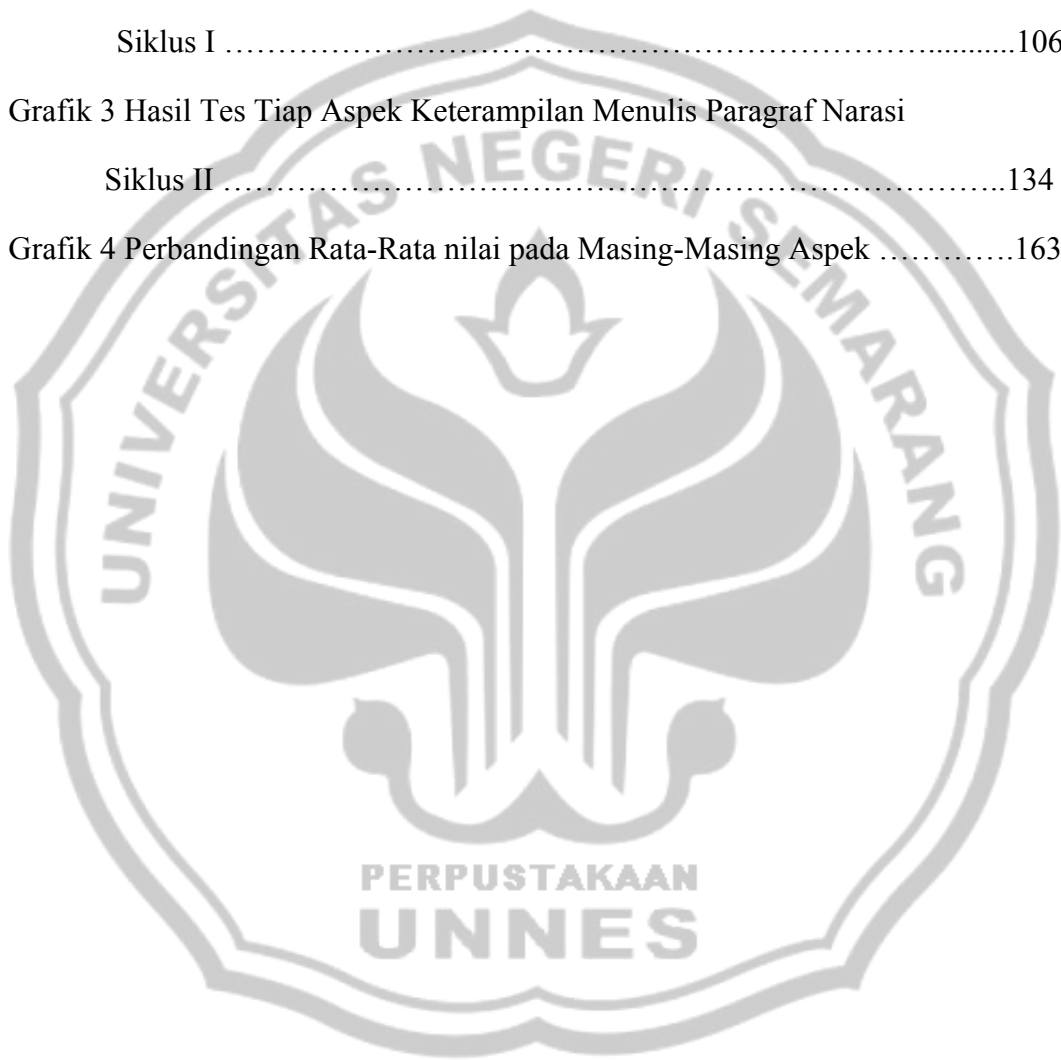 Siklus I …………………………………………………………...........106
Grafik 3 Hasil Tes Tiap Aspek Keterampilan Menulis Paragraf Narasi
Siklus II …………………………………………………………………..134
Grafik 4 Perbandingan Rata-Rata nilai pada Masing-Masing Aspek ………….163
UNIVERSITAS NEGERI SEMARANG
PERPUSTAKAAN
UNNES